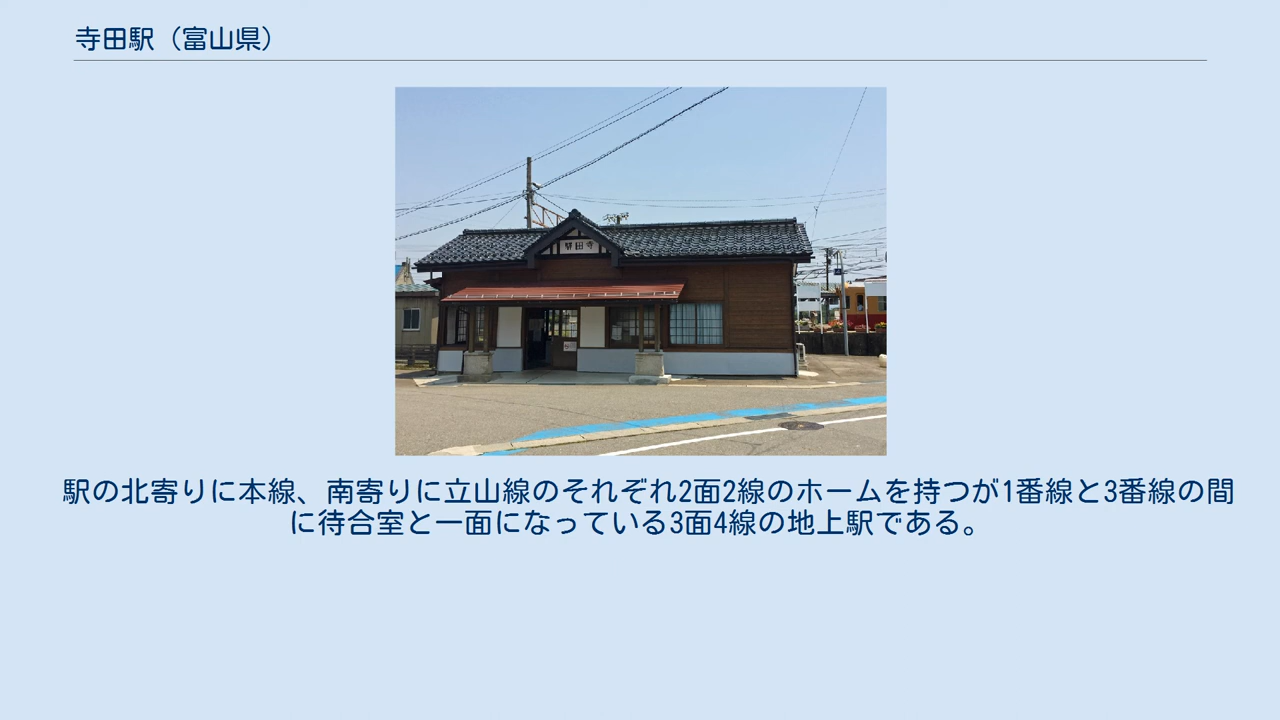 寺田駅（富山県）
駅田寺
駅の北寄りに本線、南寄りに立山線のそれぞれ2面2線のホームを持つが1番線と3番線の間
に待合室と一面になっている3面4線の地上駅である。